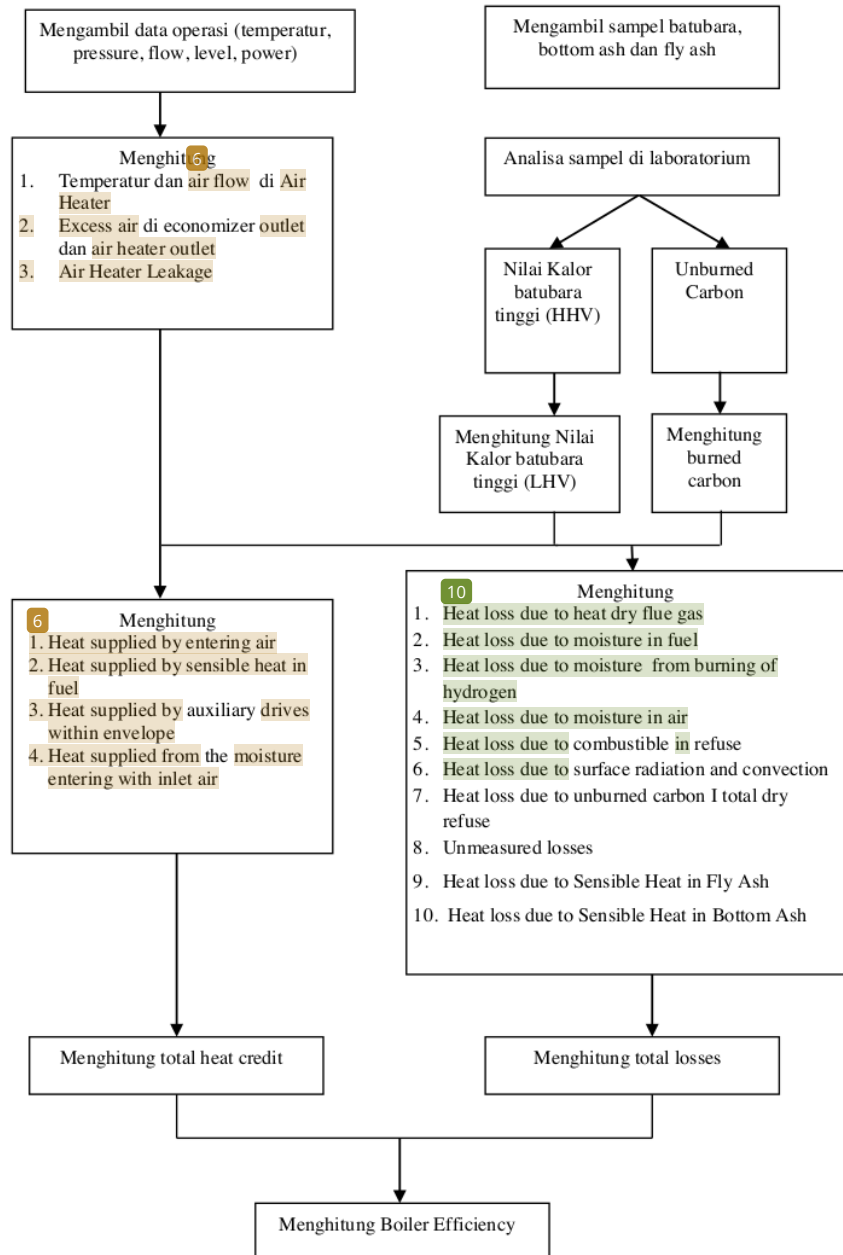 Mengambil data operasi (temperatur,
pressure, flow, level, power)
Mengambil sampel batubara,
bottom ash dan fly ash
6
Menghitung
1. Temperatur dan air flow di Air
Heater
2. Excess air di economizer outlet
dan air heater outlet
3. Air Heater Leakage
Analisa sampel di laboratorium
Nilai Kalor
batubara
tinggi (HHV)
Unburned
Carbon
Menghitung Nilai
Kalor batubara
tinggi (LHV)
Menghitung
burned
carbon
6
Menghitung
1. Heat supplied by entering air
2. Heat supplied by sensible heat in
fuel
3. Heat supplied by auxiliary drives
within envelope
4. Heat supplied from the moisture
entering with inlet air
10
Menghitung
1. Heat loss due to heat dry flue gas
2. Heat loss due to moisture in fuel
3. Heat loss due to moisture from burning of
hydrogen
4. Heat loss due to moisture in air
5. Heat loss due to combustible in refuse
6. Heat loss due to surface radiation and convection
7. Heat loss due to unburned carbon I total dry
refuse
8. Unmeasured losses
9. Heat loss due to Sensible Heat in Fly Ash
10. Heat loss due to Sensible Heat in Bottom Ash
Menghitung total heat credit
Menghitung total losses
Menghitung Boiler Efficiency